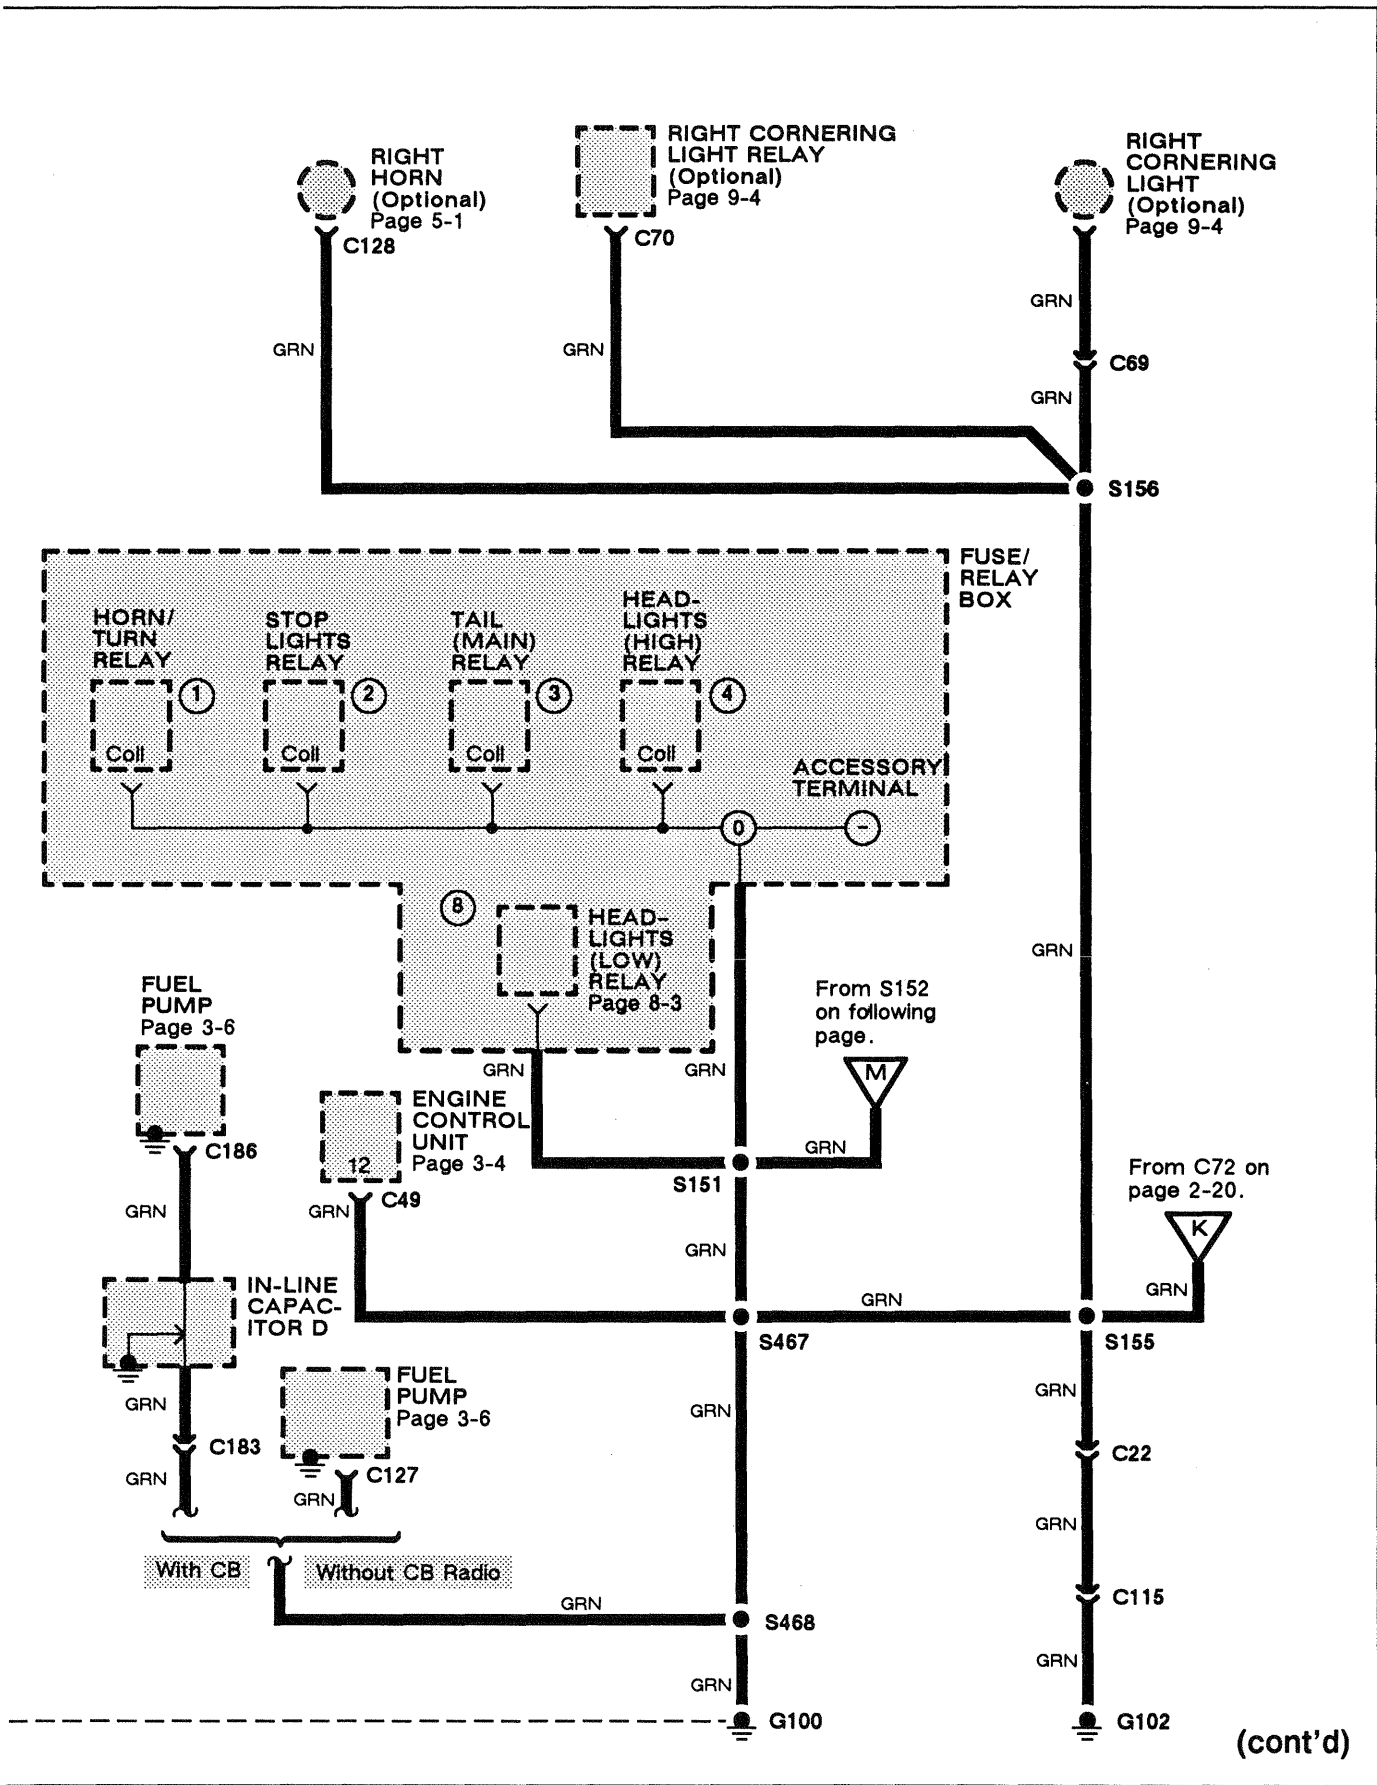 RIGHT
HORN
(Optional)
Page 5-1
C128
RIGHT CORNERING
LIGHT RELAY
(Optional)
Page 9-4
C70
RIGHT
CORNERING
LIGHT
(Optional)
Page 9-4
GRN
C69
GRN
GRN
GRN
S156
FUSE/
RELAY
BOX
HORN/
TURN
RELAY
1
Coil
STOP
LIGHTS
RELAY
2
Coil
TAIL
(MAIN)
RELAY
3
Coil
HEAD-
LIGHTS
(HIGH)
RELAY
4
Coil
ACCESSORY
TERMINAL
0
-
8
HEAD-
LIGHTS
(LOW)
RELAY
Page 8-3
GRN
FUEL
PUMP
Page 3-6
C186
From S152
on following
page.
M
GRN
GRN
GRN
ENGINE
CONTROL
UNIT
Page 3-4
12
C49
GRN
S151
From C72 on
page 2-20.
K
GRN
GRN
GRN
GRN
S467
S155
IN-LINE
CAPAC-
ITOR D
GRN
C183
GRN
FUEL
PUMP
Page 3-6
C127
GRN
GRN
GRN
C22
GRN
With CB
Without CB Radio
GRN
S468
C115
GRN
GRN
G100
G102
(cont'd)